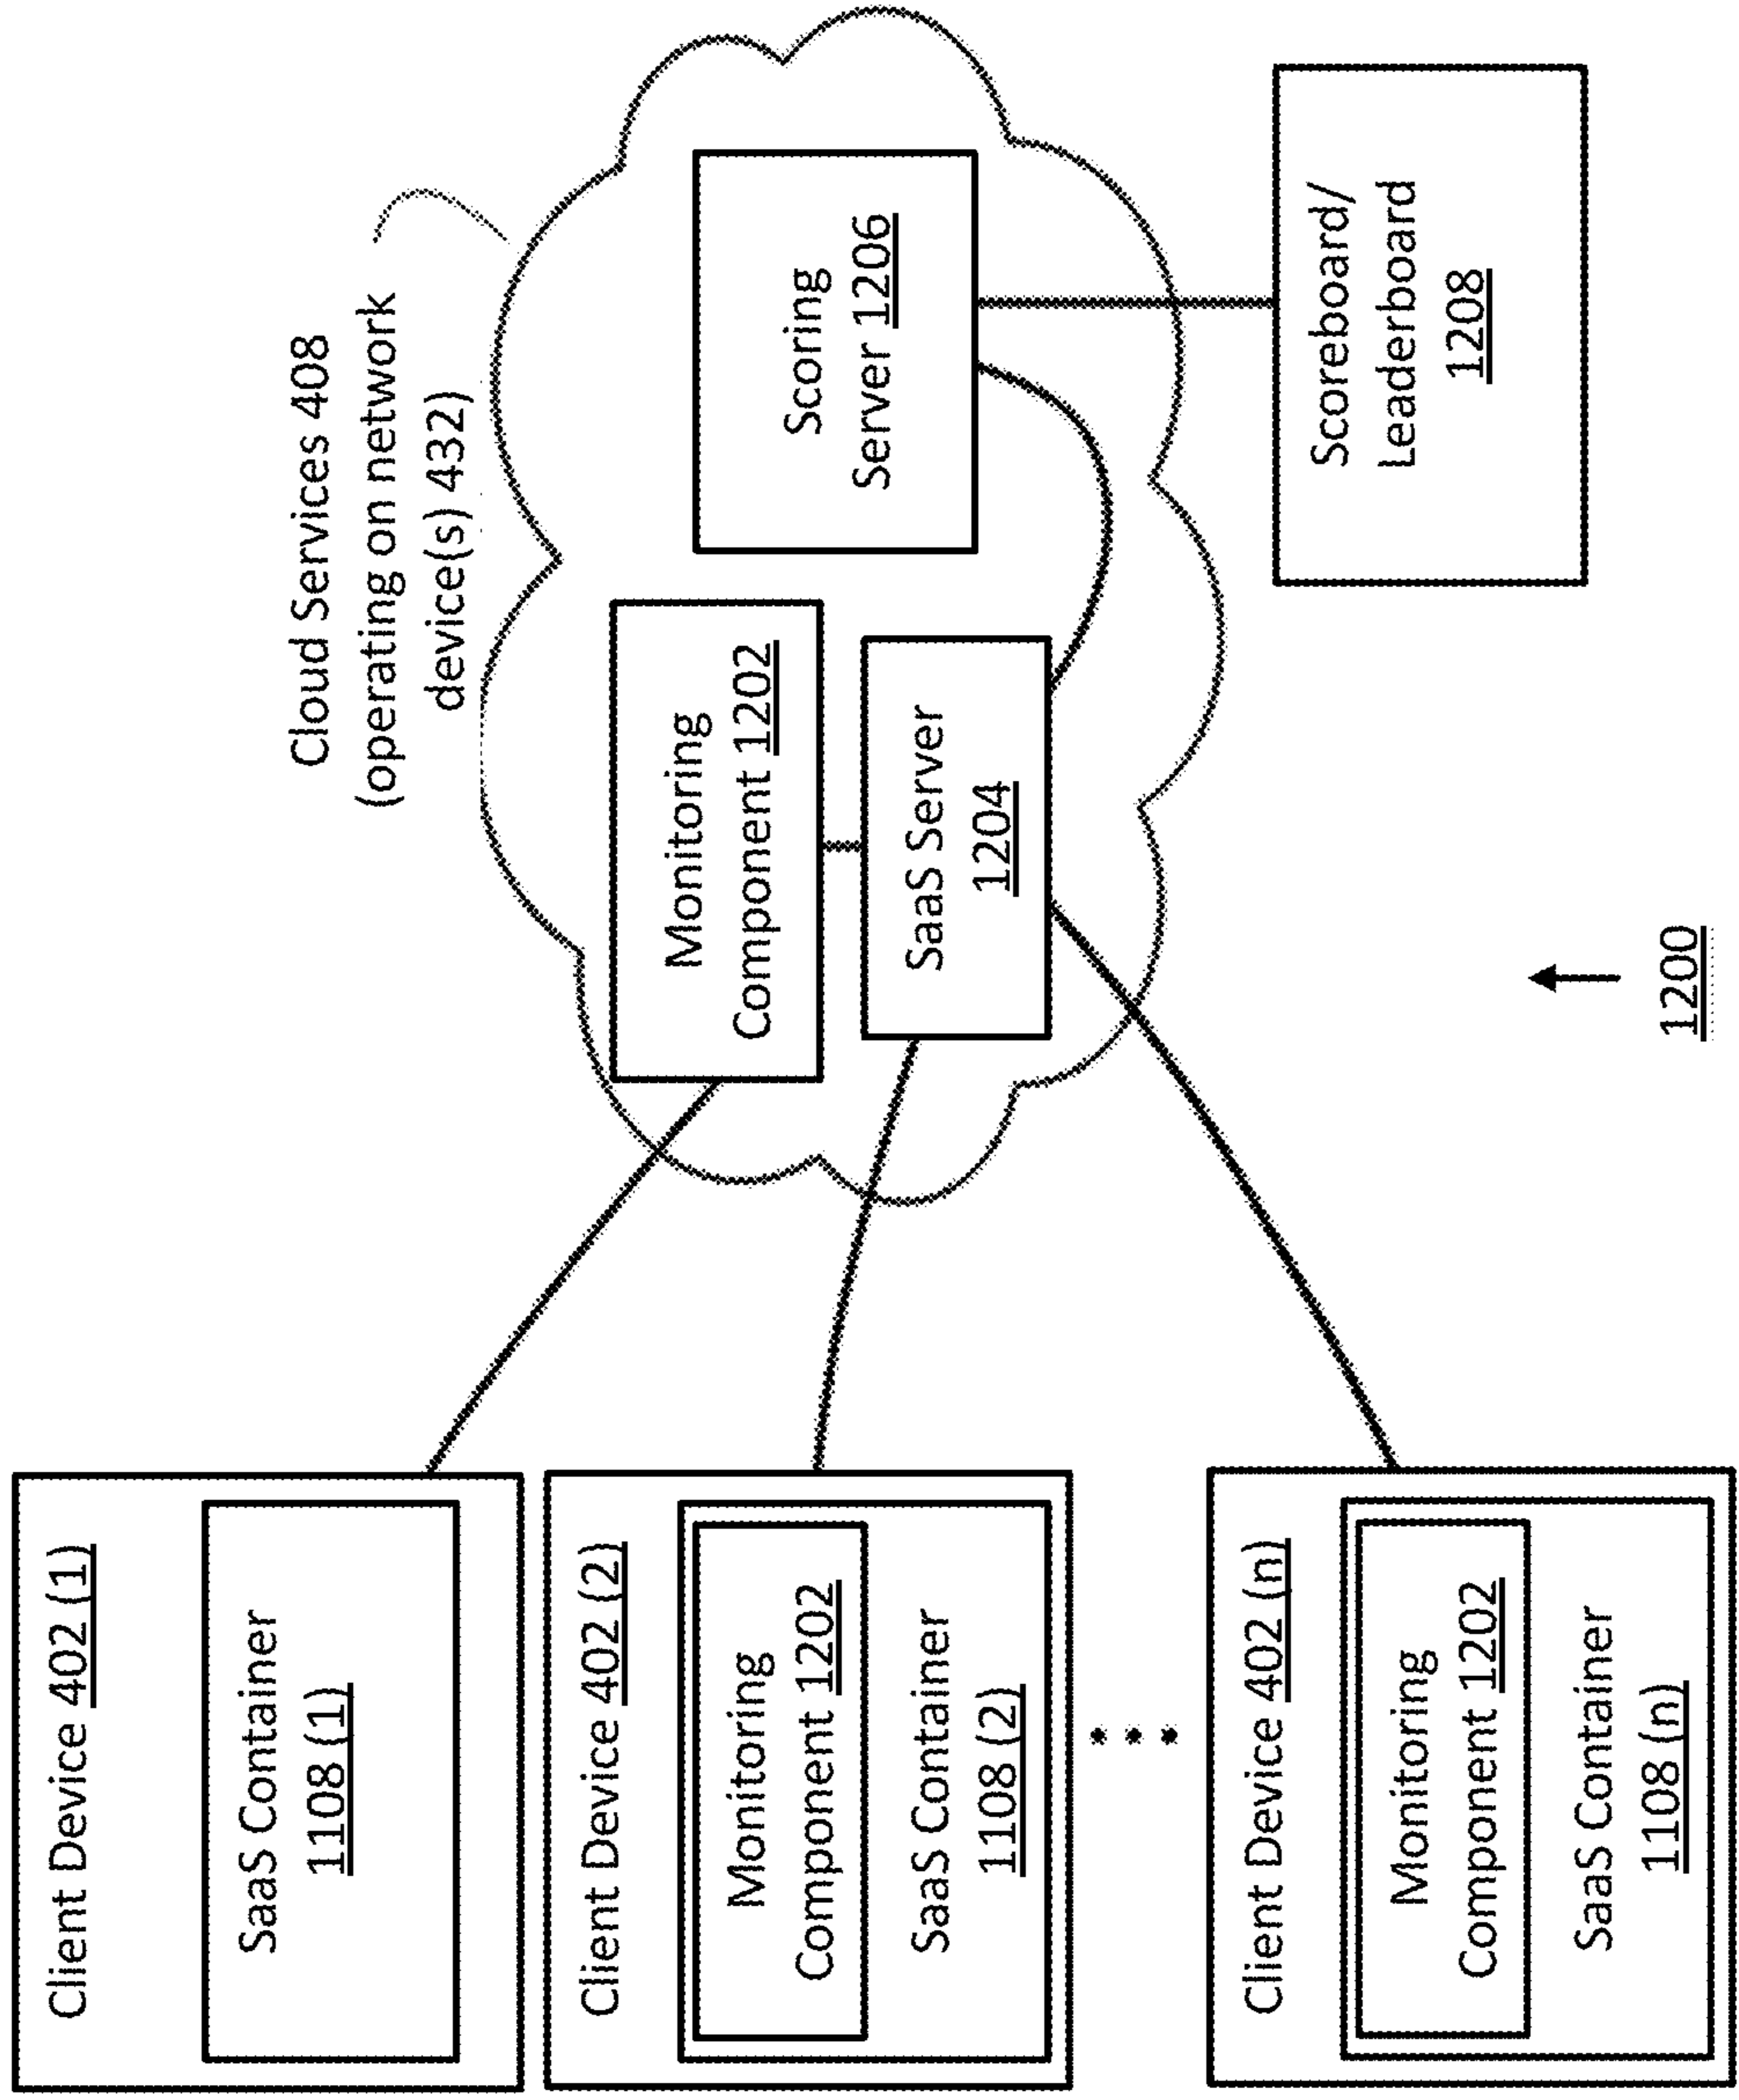 Client Device 402 (1)
SaaS Container
1108 (1)
Client Device 402 (2)
Monitoring
Component 1202
SaaS Container
1108 (2)
Client Device 402 (n)
Monitoring
Component 1202
SaaS Container
1108 (n)
Cloud Services 408
(operating on network
device(s) 432)
Monitoring
Component 1202
SaaS Server
1204
Scoring
Server 1206
Scoreboard/
Leaderboard
1208
1200